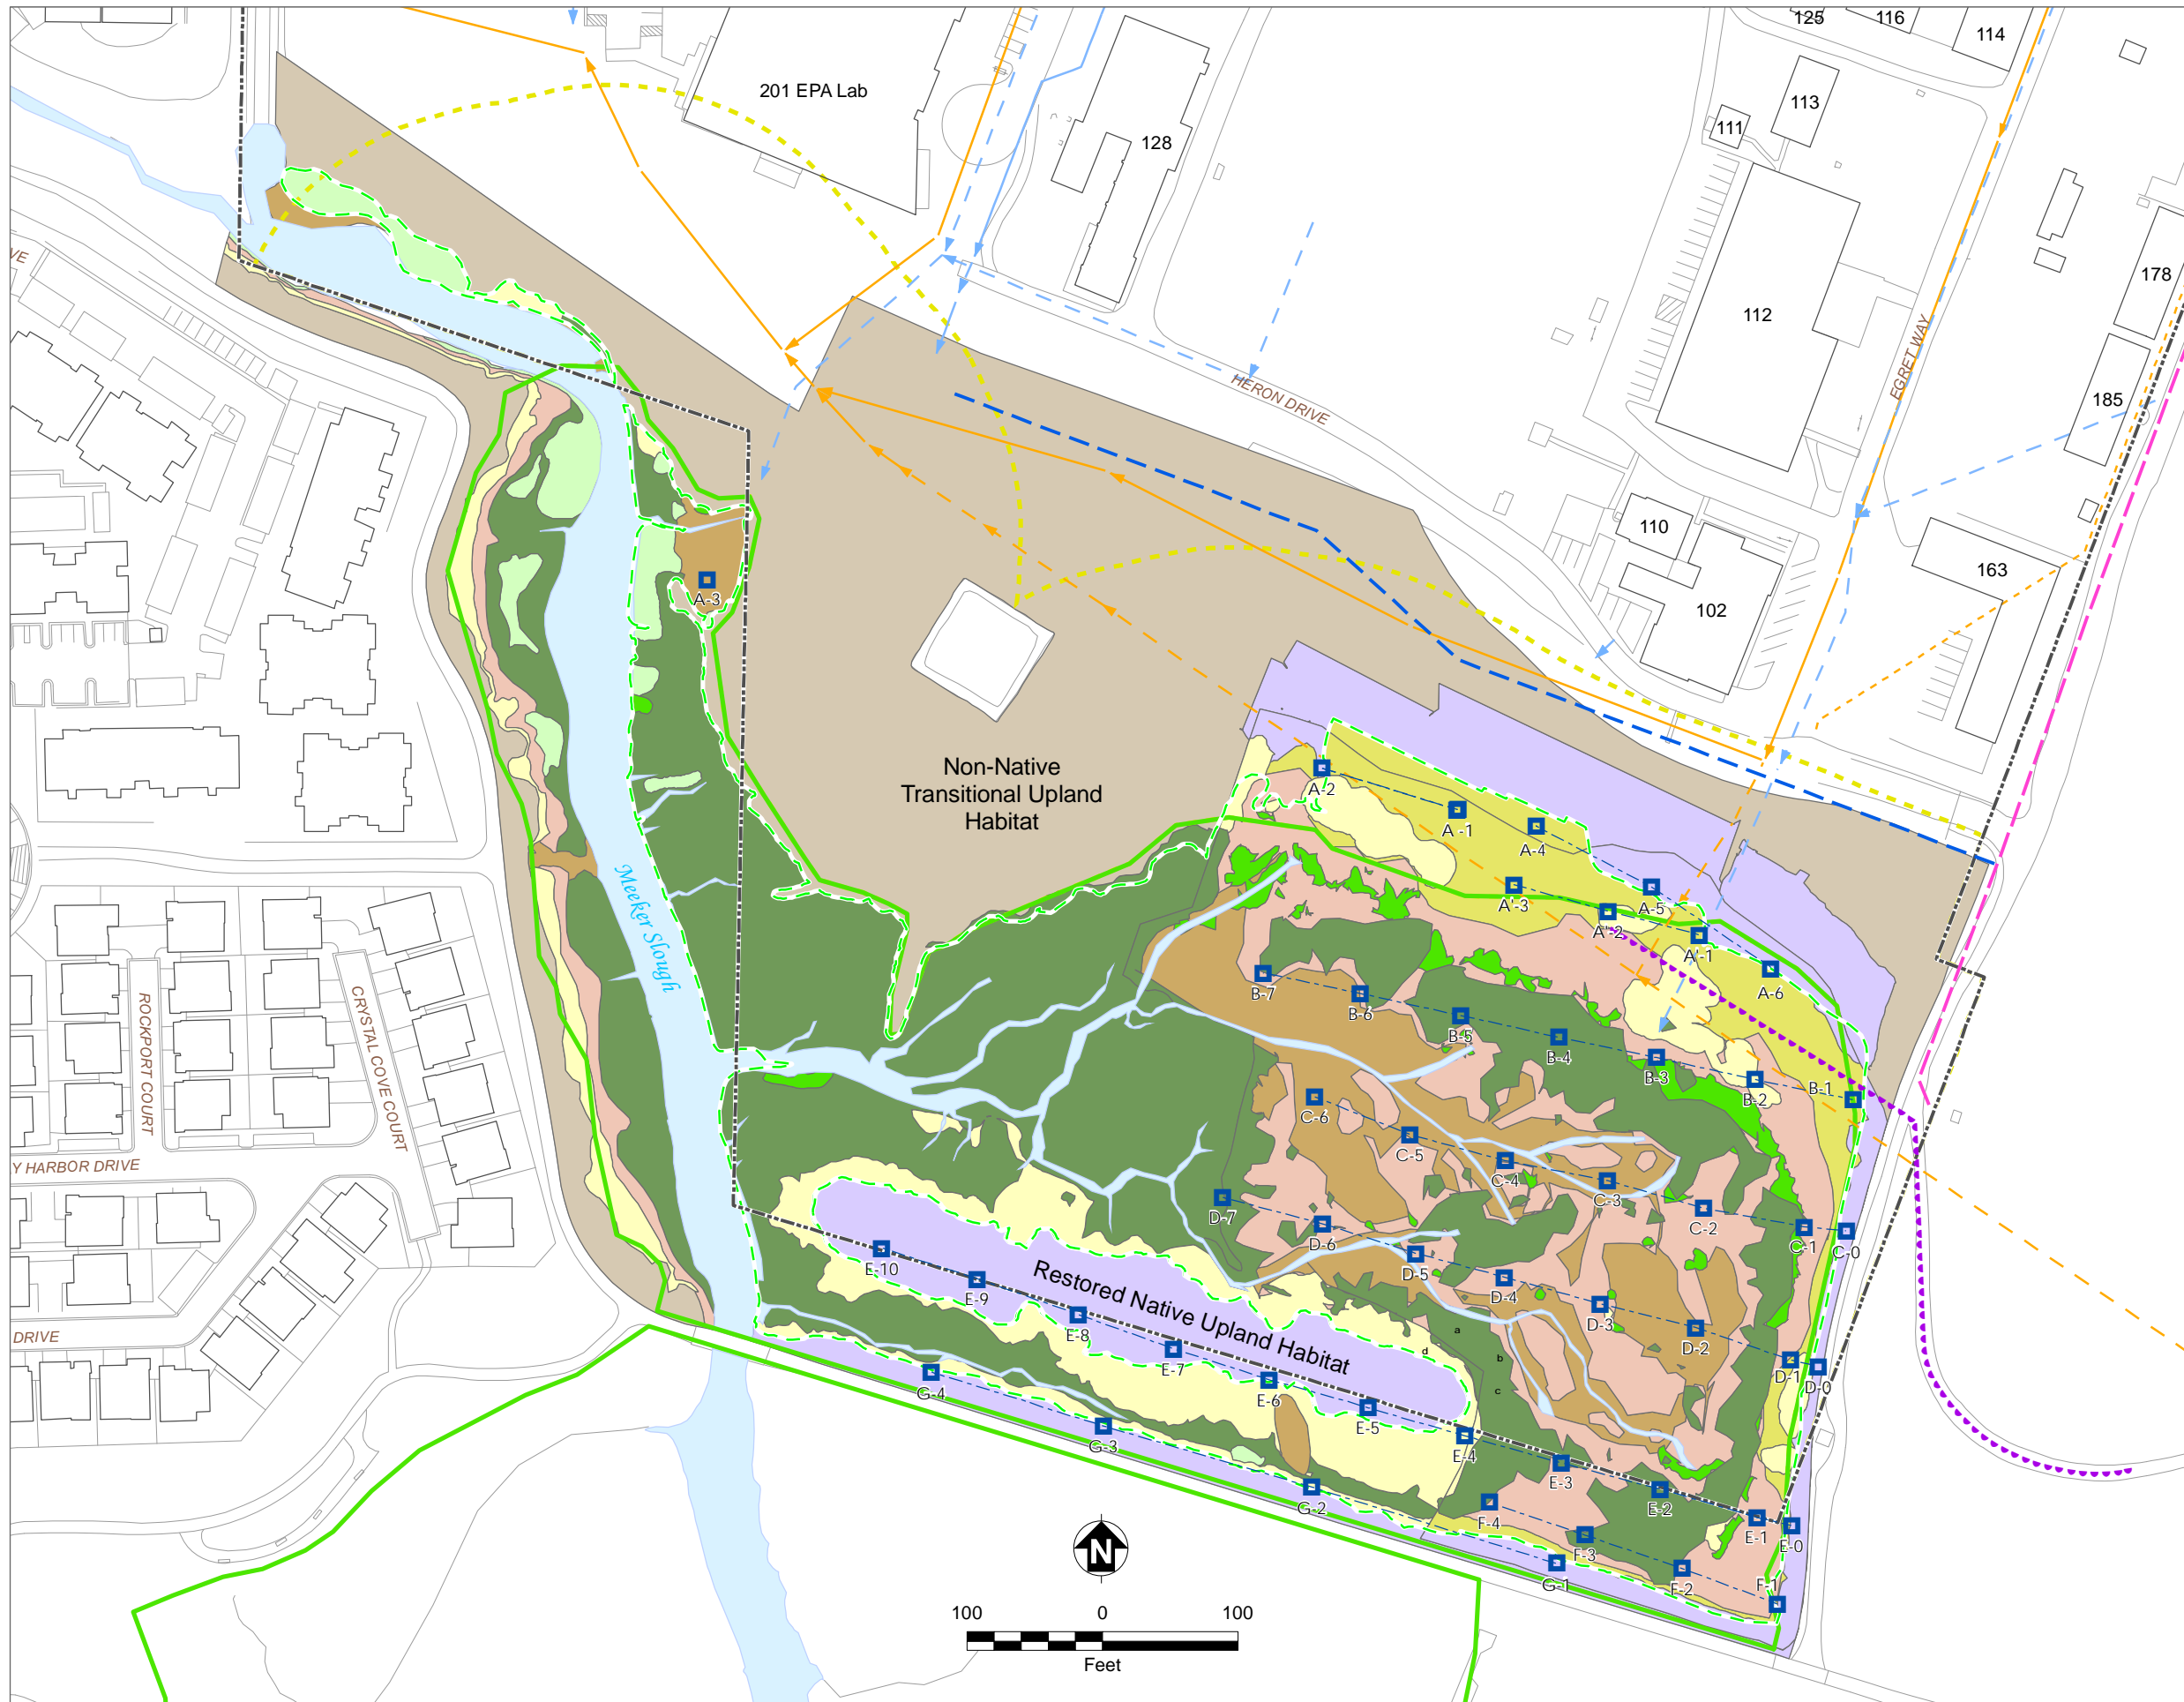 125
116
114
201 EPA Lab
128
113
111
112
178
185
VE
HERON DRIVE
EGRET WAY
110
163
102
A-3
Non-Native
Transitional Upland
Habitat
A-2
A -1
A-4
A'-3
A-5
A'-2
A'-1
A-6
Meeker Slough
B-7
B-6
B-5
B-4
B-3
B-2
B-1
ROCKPORT COURT
CRYSTAL COVE COURT
Y HARBOR DRIVE
DRIVE
C-6
C-5
C-4
C-3
C-2
C-1
C-0
D-7
D-6
D-5
D-4
D-3
D-2
D-1
D-0
E-10
E-9
E-8
E-7
E-6
E-5
E-4
E-3
E-2
E-1
E-0
Restored Native Upland Habitat
a
b
c
d
G-4
G-3
G-2
G-1
F-4
F-3
F-2
F-1
N
100 0 100
Feet